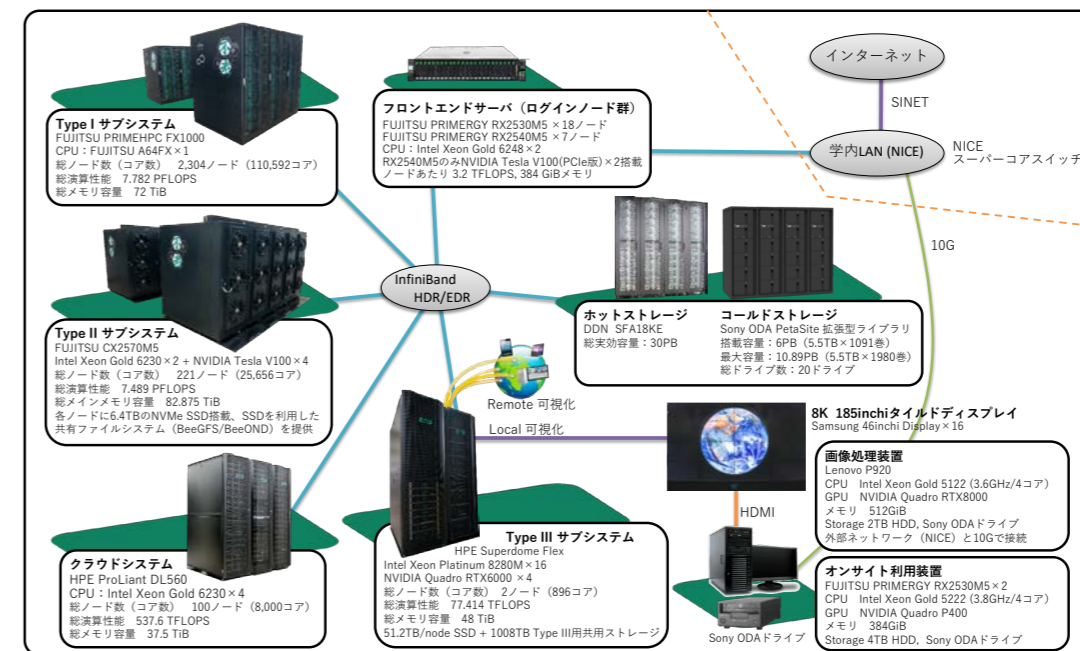 Type I サブシステム
FUJITSU PRIMEHPC FX1000
CPU：FUJITSU A64FX×1
総ノード数（コア数） 2,304ノード（110,592コア）
総演算性能 7.782 PFLOPS
総メモリ容量 72 TiB
フロントエンドサーバ（ログインノード群）
FUJITSU PRIMERGY RX2530M5 ×18ノード
FUJITSU PRIMERGY RX2540M5 ×7ノード
CPU：Intel Xeon Gold 6248×2
RX2540M5のみNVIDIA Tesla V100(PCIe版)×2搭載
ノードあたり 3.2 TFLOPS, 384 GiBメモリ
インターネット
SINET
学内LAN (NICE)
NICE
スーパーコアスイッチ
10G
InfiniBand
HDR/EDR
Type II サブシステム
FUJITSU CX2570M5
Intel Xeon Gold 6230×2 + NVIDIA Tesla V100×4
総ノード数（コア数） 221ノード（25,656コア）
総演算性能 7.489 PFLOPS
総メインメモリ容量 82.875 TiB
各ノードに6.4TBのNVMe SSD搭載、SSDを利用した
共有ファイルシステム（BeeGFS/BeeOND）を提供
ホットストレージ
DDN SFA18KE
総実効容量：30PB
コールドストレージ
Sony ODA PetaSite 拡張型ライブラリ
搭載容量：6PB（5.5TB×1091巻）
最大容量：10.89PB（5.5TB×1980巻）
総ドライブ数：20ドライブ
Remote 可視化
Local 可視化
8K 185inchiタイルドディスプレイ
Samsung 46inchi Display×16
HDMI
画像処理装置
Lenovo P920
CPU Intel Xeon Gold 5122 (3.6GHz/4コア）
GPU NVIDIA Quadro RTX8000
メモリ 512GiB
Storage 2TB HDD, Sony ODAドライブ
外部ネットワーク（NICE）と10Gで接続
クラウドシステム
HPE ProLiant DL560
CPU：Intel Xeon Gold 6230×4
総ノード数（コア数） 100ノード（8,000コア）
総演算性能 537.6 TFLOPS
総メモリ容量 37.5 TiB
Type III サブシステム
HPE Superdome Flex
Intel Xeon Platinum 8280M×16
NVIDIA Quadro RTX6000 ×4
総ノード数（コア数） 2ノード（896コア）
総演算性能 77.414 TFLOPS
総メモリ容量 48 TiB
51.2TB/node SSD + 1008TB Type III用共用ストレージ
Sony ODAドライブ
オンサイト利用装置
FUJITSU PRIMERGY RX2530M5×2
CPU Intel Xeon Gold 5222 (3.8GHz/4コア）
GPU NVIDIA Quadro P400
メモリ 384GiB
Storage 4TB HDD, Sony ODAドライブ